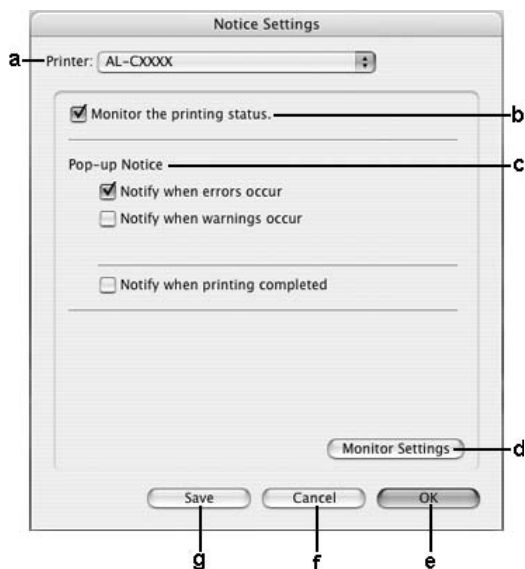 Notice Settings
a Printer: AL-CXXXX
Monitor the printing status. b
Pop-up Notice c
Notify when errors occur
Notify when warnings occur
Notify when printing completed
Monitor Settings d
Save Cancel OK
g f e